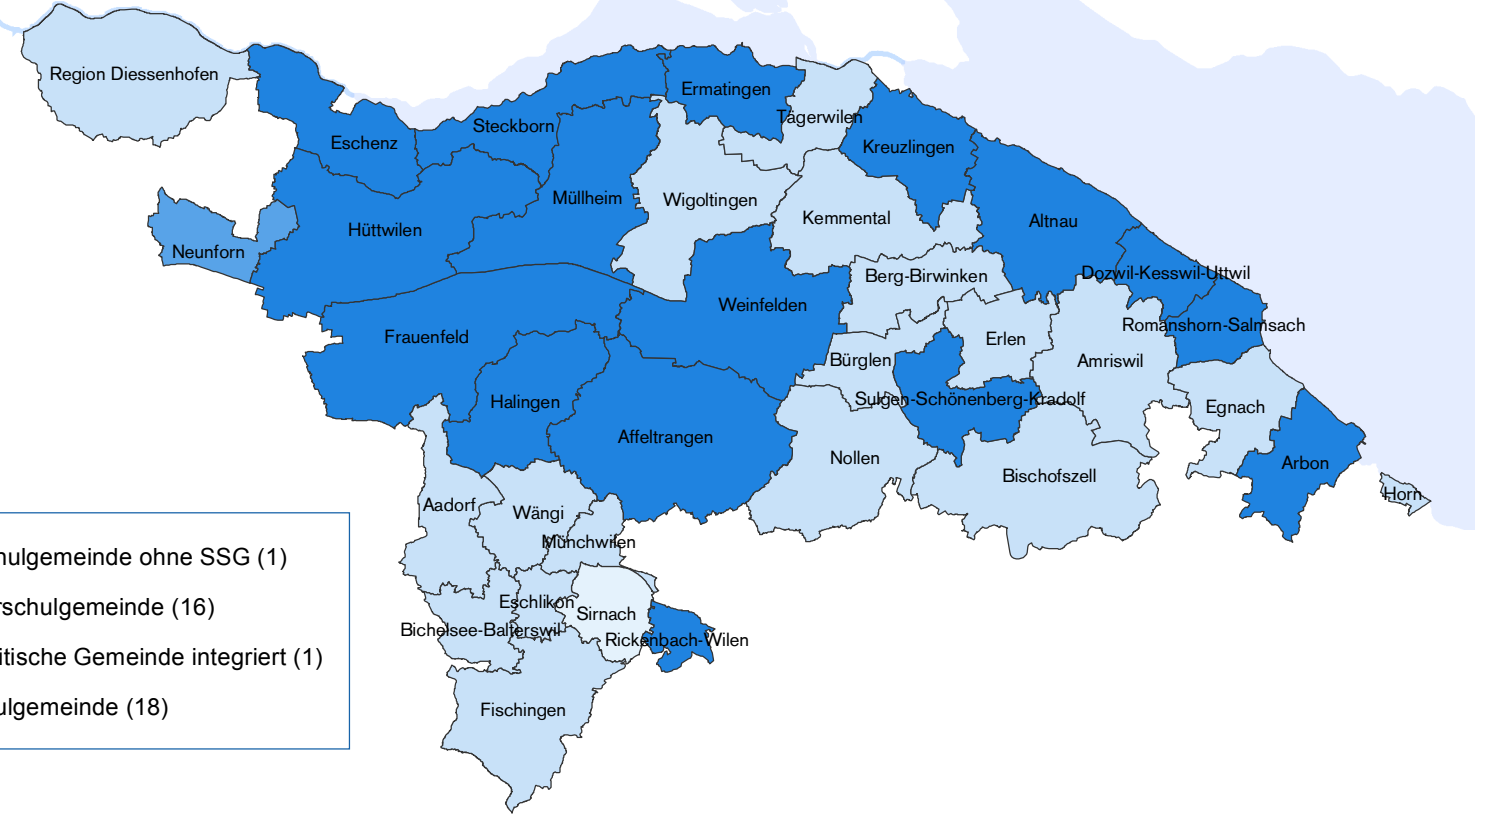 Region Diessenhofen
Ermatingen
Tägerwilen
Steckborn
Eschenz
Kreuzlingen
Müllheim
Wigoltingen
Kemmental
Altnau
Hüttwilen
Neunforn
Berg-Birwinken
Dozwil-Kesswil-Uttwil
Weinfelden
Romanshorn-Salmsach
Frauenfeld
Erlen
Bürglen
Amriswil
Halingen
Sulgen-Schönenberg-Kradolf
Egnach
Affeltrangen
Nollen
Arbon
Bischofszell
Horn
Aadorf
Wängi
Münchwilen
Eschlikon
Sirnach
Bichelsee-Balterswil
Rickenbach-Wilen
Fischingen
hulgemeinde ohne SSG (1)
rschulgemeinde (16)
itische Gemeinde integriert (1)
ulgemeinde (18)